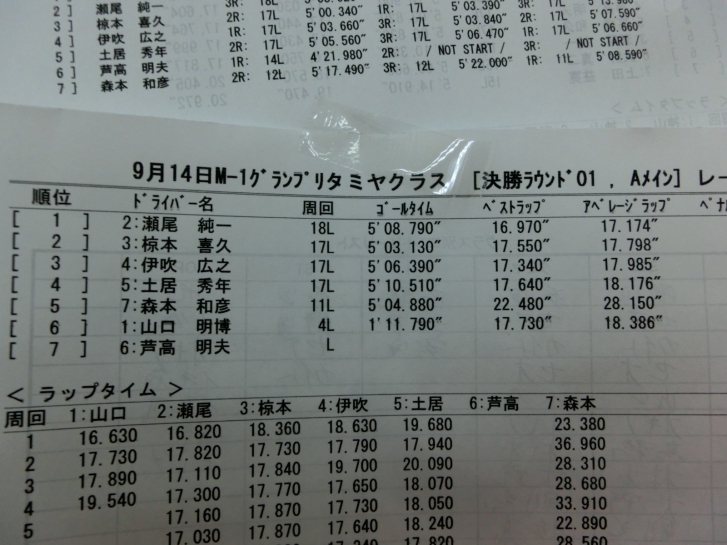 [ 2 ] 瀬尾 純一 2R: 17L 5' 00.340" 1R: 17L 5' 03.390" 3R:
[ 3 ] 椋本 喜久 2R: 17L 5' 03.660" 1R: 17L 5' 03.840" 2R: 17L 5' 07.590"
[ 4 ] 伊吹 広之 2R: 17L 5' 05.560" 3R: 17L 5' 06.470" 1R: 17L 5' 06.660"
[ 5 ] 土居 秀年 1R: 14L 4' 21.980" 2R: / NOT START / 3R: / NOT START /
[ 6 ] 芦高 明夫 2R: 12L 5' 17.490" 3R: 12L 5' 22.000" 1R: 11L 5' 08.590"
[ 7 ] 森本 和彦
9月14日M-1グランプリタミヤクラス [決勝ラウンド01 , Aメイン] レー
順位 ドライバー名 周回 ゴールタイム ベストラップ アベレージラップ ペナル
[ 1 ] 2:瀬尾 純一 18L 5' 08.790" 16.970" 17.174"
[ 2 ] 3:椋本 喜久 17L 5' 03.130" 17.550" 17.798"
[ 3 ] 4:伊吹 広之 17L 5' 06.390" 17.340" 17.985"
[ 4 ] 5:土居 秀年 17L 5' 10.510" 17.640" 18.176"
[ 5 ] 7:森本 和彦 11L 5' 04.880" 22.480" 28.150"
[ 6 ] 1:山口 明博 4L 1' 11.790" 17.730" 18.386"
[ 7 ] 6:芦高 明夫 L
< ラップタイム >
周回 1:山口 2:瀬尾 3:椋本 4:伊吹 5:土居 6:芦高 7:森本
1 16.630 16.820 18.360 18.630 19.680 23.380
2 17.730 17.820 17.730 17.790 17.940 36.960
3 17.890 17.110 17.840 19.700 20.090 28.310
4 19.540 17.300 17.770 17.650 18.070 28.680
5 17.160 17.870 17.730 18.050 33.910
17.030 17.870 17.640 18.240 22.890